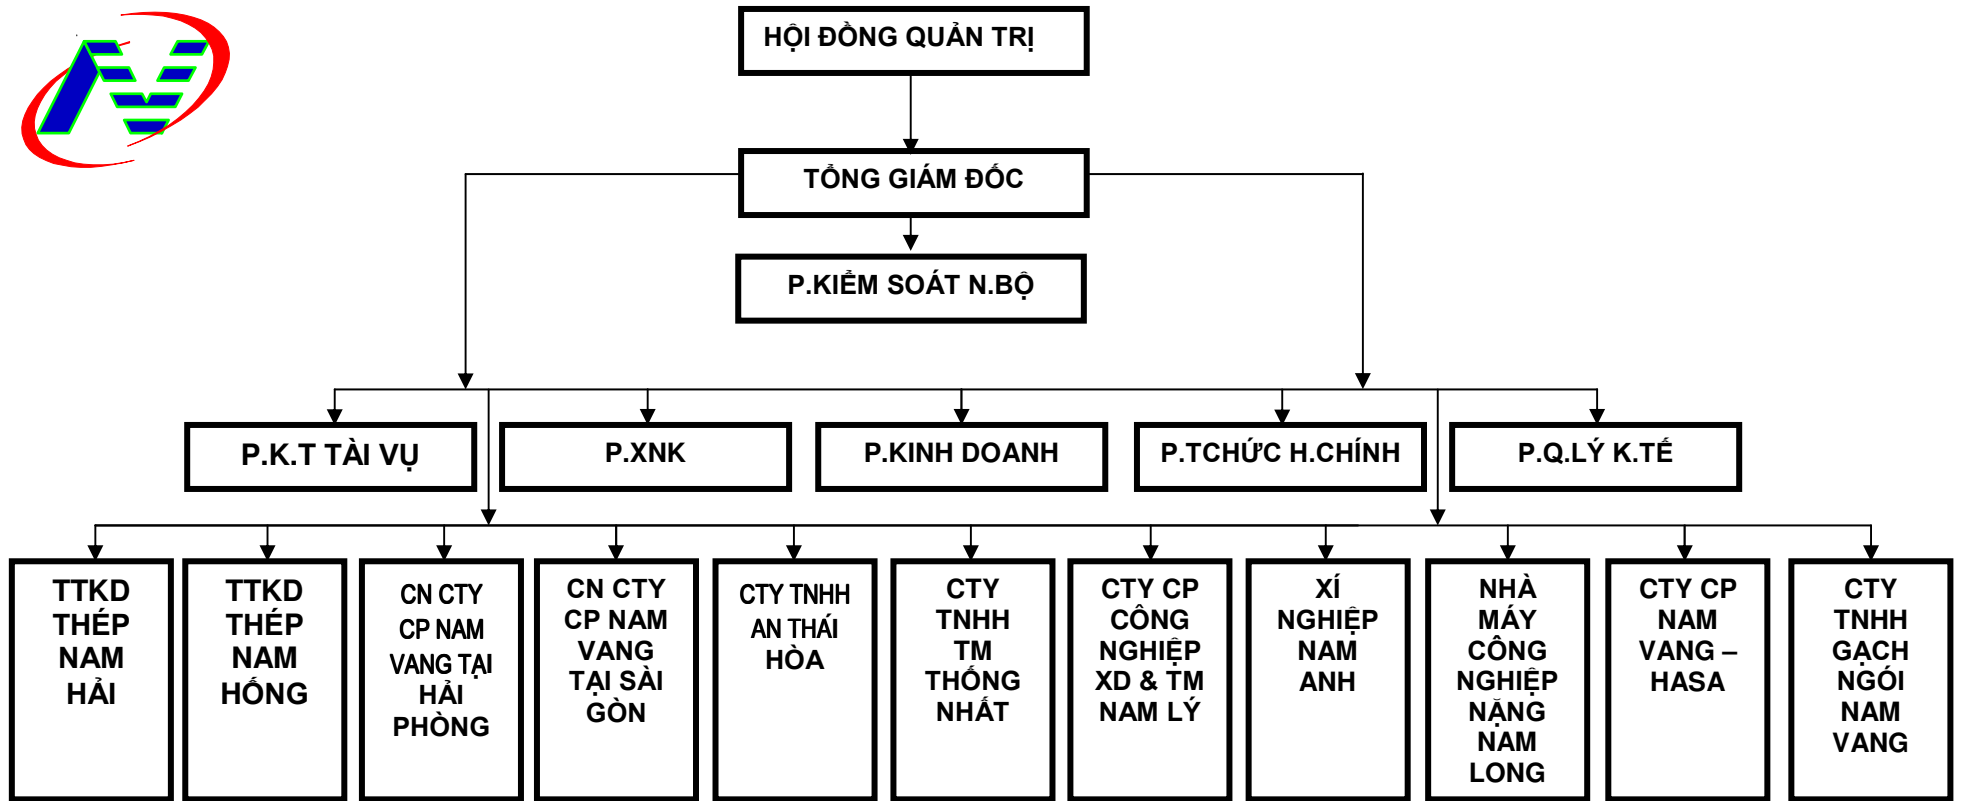 HỘI ĐỒNG QUẢN TRỊ
TỔNG GIÁM ĐỐC
P.KIỂM SOÁT N.BỘ
P.K.T TÀI VỤ
P.XNK
P.KINH DOANH
P.TCHỨC H.CHÍNH
P.Q.LÝ K.TẾ
TTKD
THÉP
NAM
HẢI
TTKD
THÉP
NAM
HỐNG
CN CTY
CP NAM
VANG TẠI
HẢI
PHÒNG
CN CTY
CP NAM
VANG
TẠI SÀI
GÒN
CTY TNHH
AN THÁI
HÒA
CTY
TNHH
TM
THỐNG
NHẤT
CTY CP
CÔNG
NGHIỆP
XD & TM
NAM LÝ
XÍ
NGHIỆP
NAM
ANH
NHÀ
MÁY
CÔNG
NGHIỆP
NẶNG
NAM
LONG
CTY CP
NAM
VANG –
HASA
CTY
TNHH
GẠCH
NGÓI
NAM
VANG